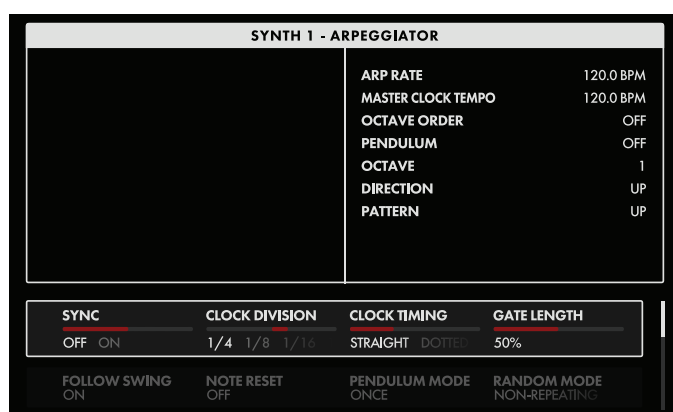 SYNTH 1 - ARPEGGIATOR
ARP RATE 120.0 BPM
MASTER CLOCK TEMPO 120.0 BPM
OCTAVE ORDER OFF
PENDULUM OFF
OCTAVE 1
DIRECTION UP
PATTERN UP
SYNC CLOCK DIVISION CLOCK TIMING GATE LENGTH
OFF ON 1/4 1/8 1/16 STRAIGHT DOTTED 50%
FOLLOW SWING NOTE RESET PENDULUM MODE RANDOM MODE
ON OFF ONCE NON-REPEATING